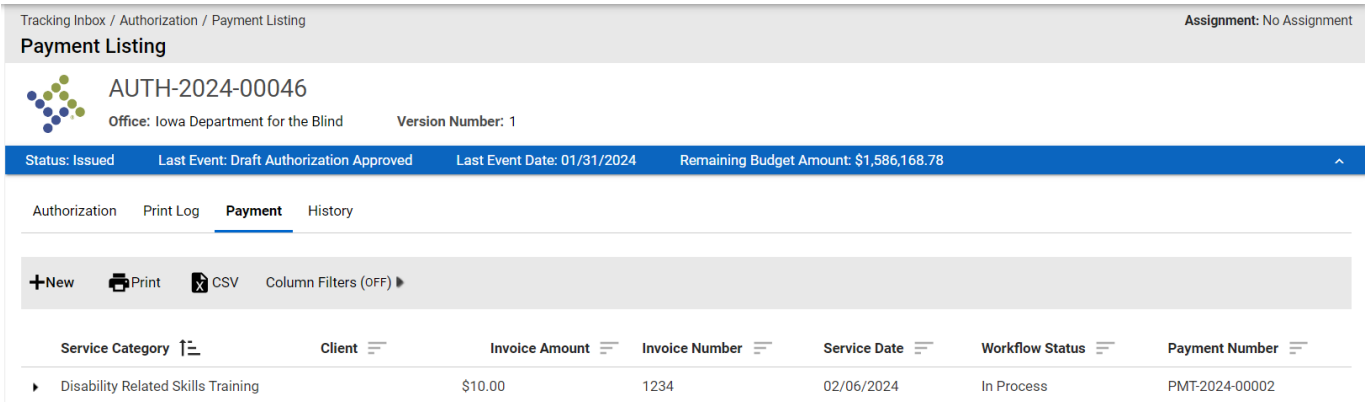 Tracking Inbox / Authorization / Payment Listing
Assignment: No Assignment
Payment Listing
AUTH-2024-00046
Office: Iowa Department for the Blind Version Number: 1
Status: Issued Last Event: Draft Authorization Approved Last Event Date: 01/31/2024 Remaining Budget Amount: $1,586,168.78
Authorization Print Log Payment History
+New Print CSV Column Filters (OFF)
Service Category Client Invoice Amount Invoice Number Service Date Workflow Status Payment Number
Disability Related Skills Training $10.00 1234 02/06/2024 In Process PMT-2024-00002